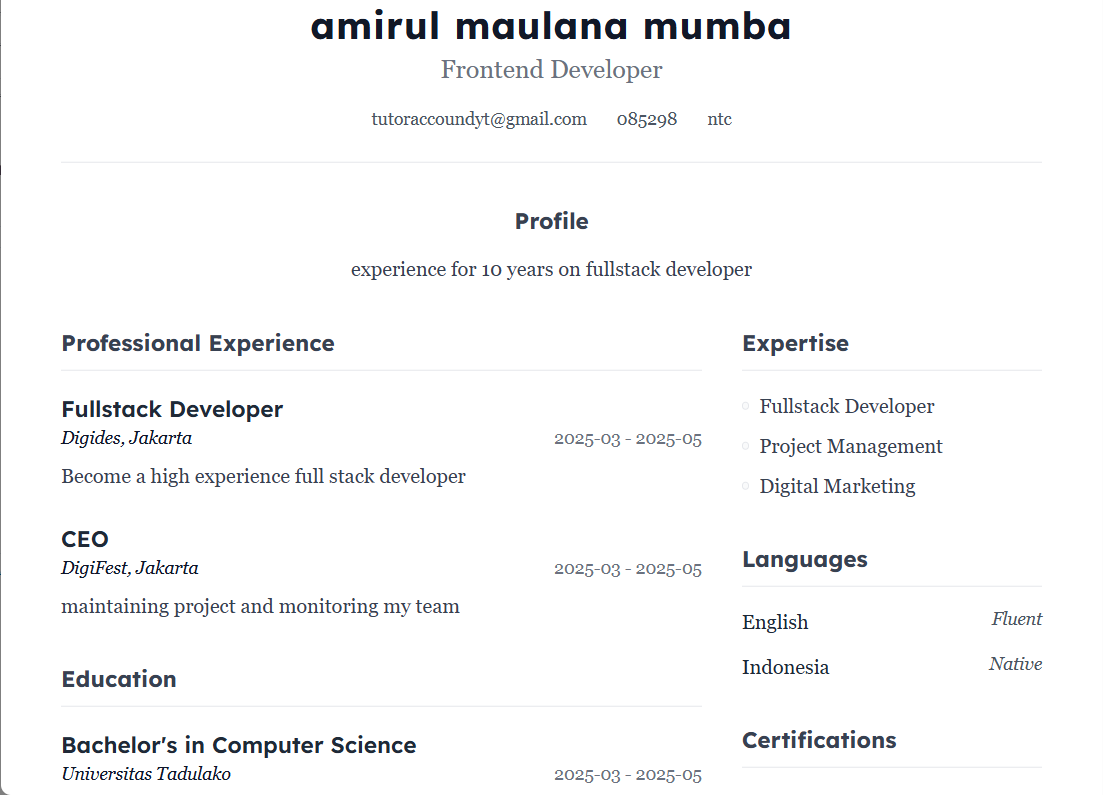 amirul maulana mumba
Frontend Developer
tutoraccoundyt@gmail.com 085298 ntc
Profile
experience for 10 years on fullstack developer
Professional Experience
Fullstack Developer
Digides, Jakarta 2025-03 - 2025-05
Become a high experience full stack developer
CEO
DigiFest, Jakarta 2025-03 - 2025-05
maintaining project and monitoring my team
Education
Bachelor's in Computer Science
Universitas Tadulako 2025-03 - 2025-05
Expertise
Fullstack Developer
Project Management
Digital Marketing
Languages
English Fluent
Indonesia Native
Certifications